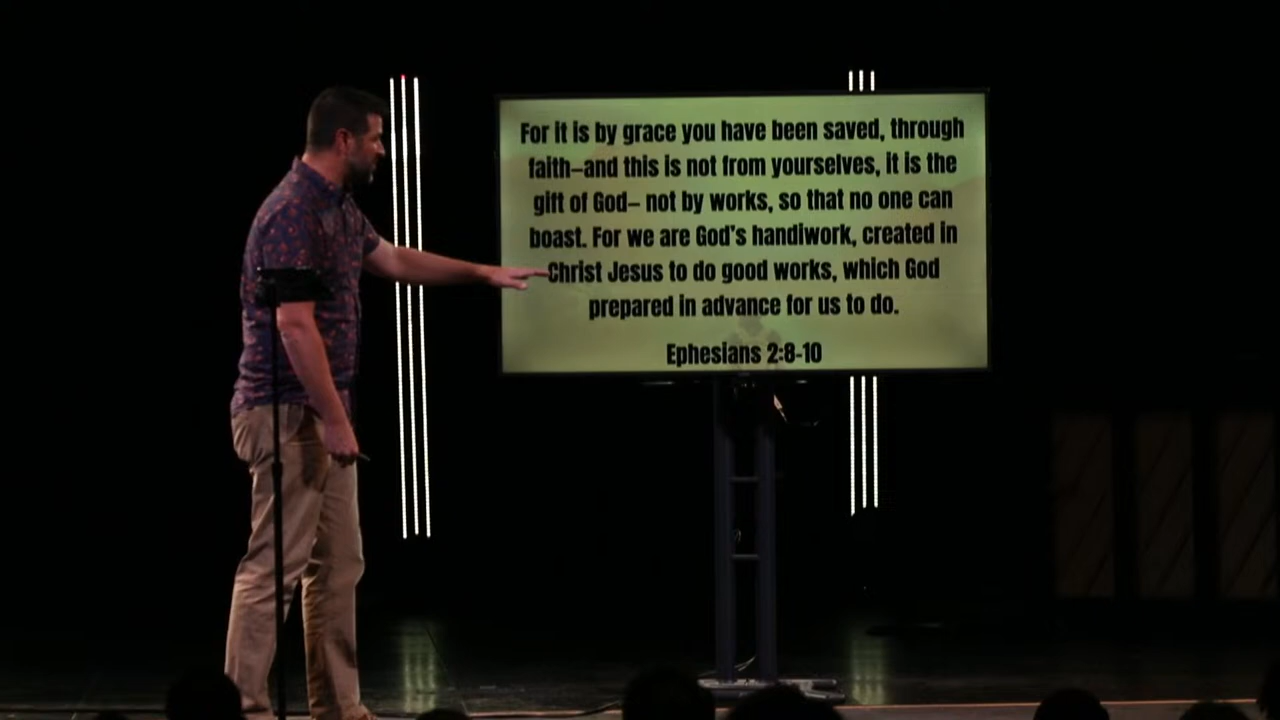 For it is by grace you have been saved, through
faith—and this is not from yourselves, it is the
gift of God— not by works, so that no one can
boast. For we are God's handiwork, created in
Christ Jesus to do good works, which God
prepared in advance for us to do.
Ephesians 2:8-10